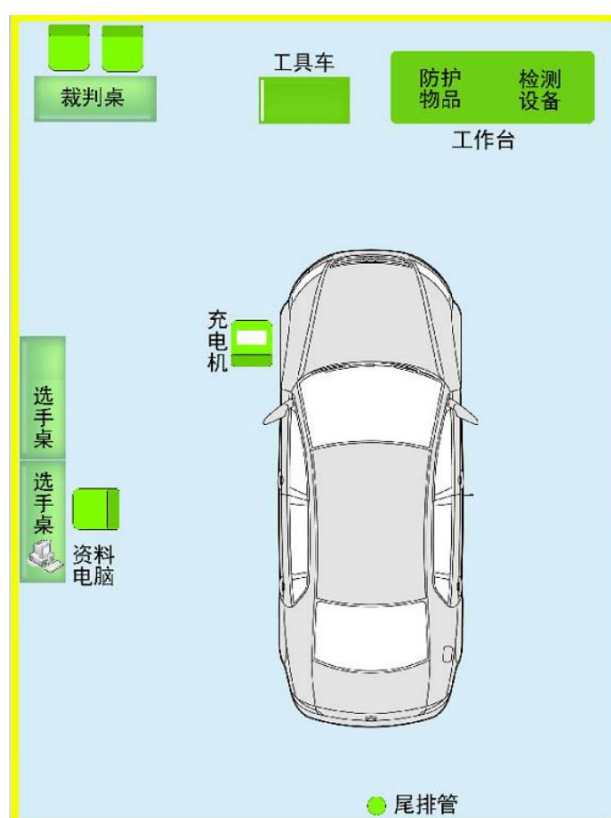 裁判桌
工具车
防护
物品
检测
设备
工作台
充
电
机
选
手
桌
选
手
桌
资料
电脑
尾排管